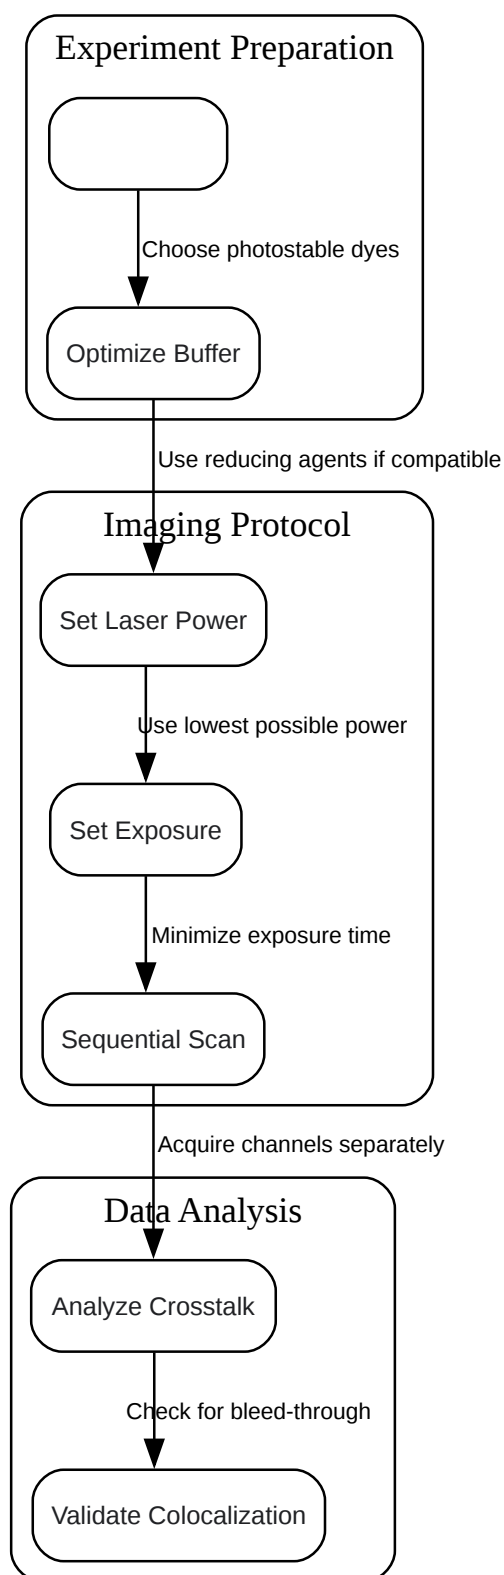 Experiment Preparation
Choose photostable dyes
Optimize Buffer
Use reducing agents if compatible
Imaging Protocol
Set Laser Power
Use lowest possible power
Set Exposure
Minimize exposure time
Sequential Scan
Acquire channels separately
Data Analysis
Analyze Crosstalk
Check for bleed-through
Validate Colocalization